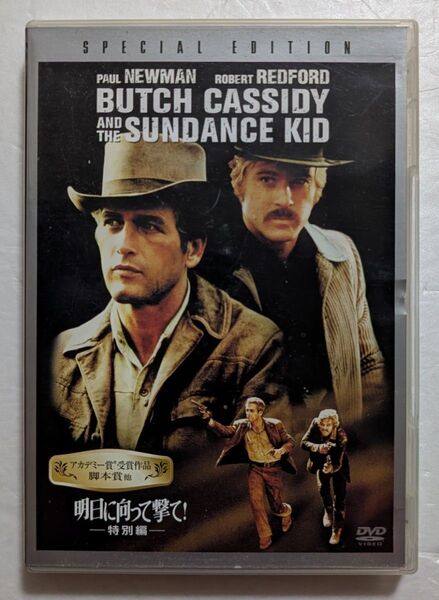 SPECIAL EDITION
PAUL NEWMAN ROBERT REDFORD
BUTCH CASSIDY
AND THE SUNDANCE KID
アカデミー賞®受賞作品
脚本賞他
明日に向って撃て!
特別編
DVD
VIDEO